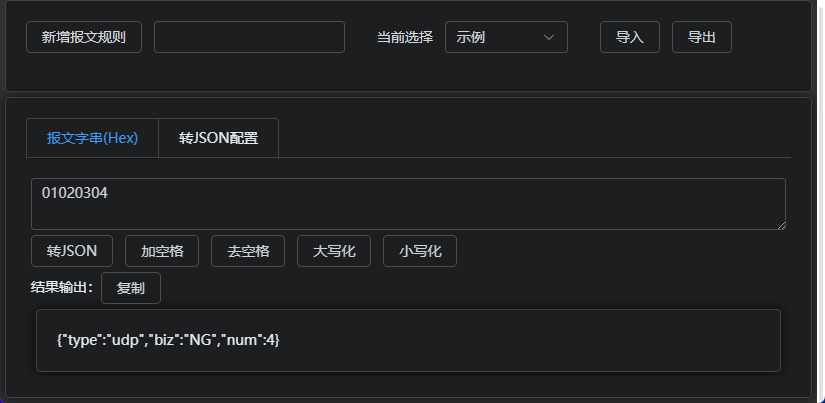 新增报文规则 当前选择 示例 导入 导出
报文字串(Hex) 转JSON配置
01020304
转JSON 加空格 去空格 大写化 小写化
结果输出： 复制
{"type":"udp","biz":"NG","num":4}